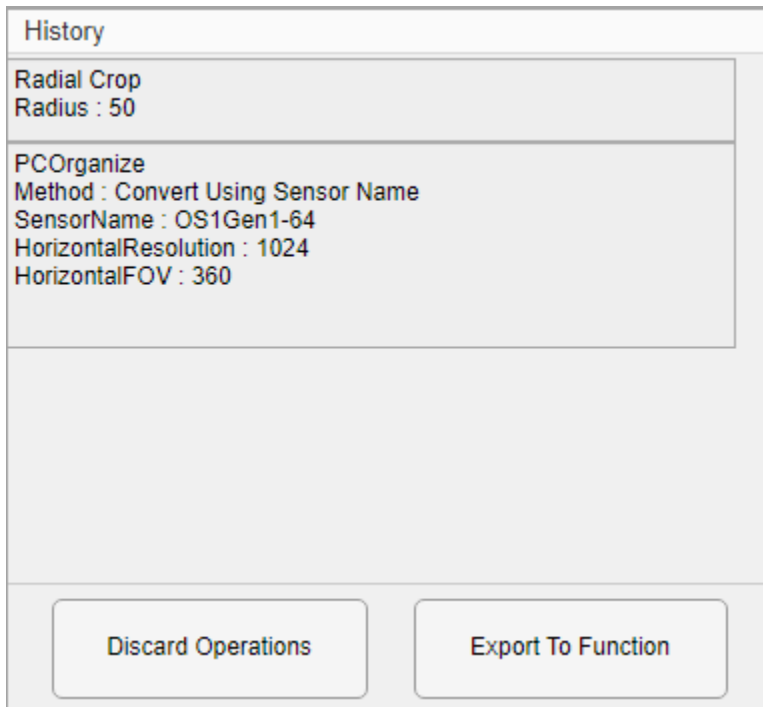 History
Radial Crop
Radius : 50
PCOrganize
Method : Convert Using Sensor Name
SensorName : OS1Gen1-64
HorizontalResolution : 1024
HorizontalFOV : 360
Discard Operations
Export To Function